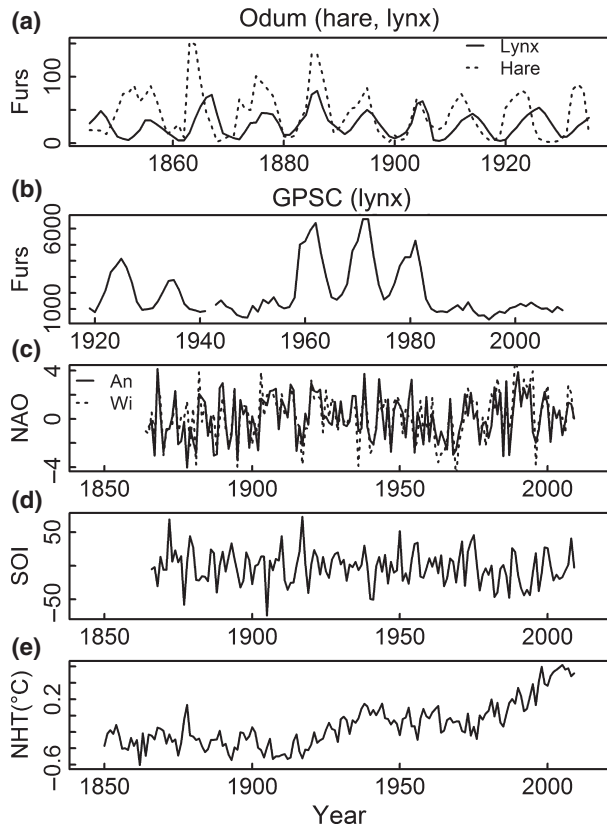 (a)
Odum (hare, lynx)
Furs
100
0
Lynx
Hare
1860
1880
1900
1920
(b)
GPSC (lynx)
Furs
6000
1000
1920
1940
1960
1980
2000
(c)
NAO
4
0
−4
An
Wi
1850
1900
1950
2000
(d)
SOI
50
−50
1850
1900
1950
2000
(e)
NHT(°C)
0.2
−0.6
1850
1900
1950
2000
Year